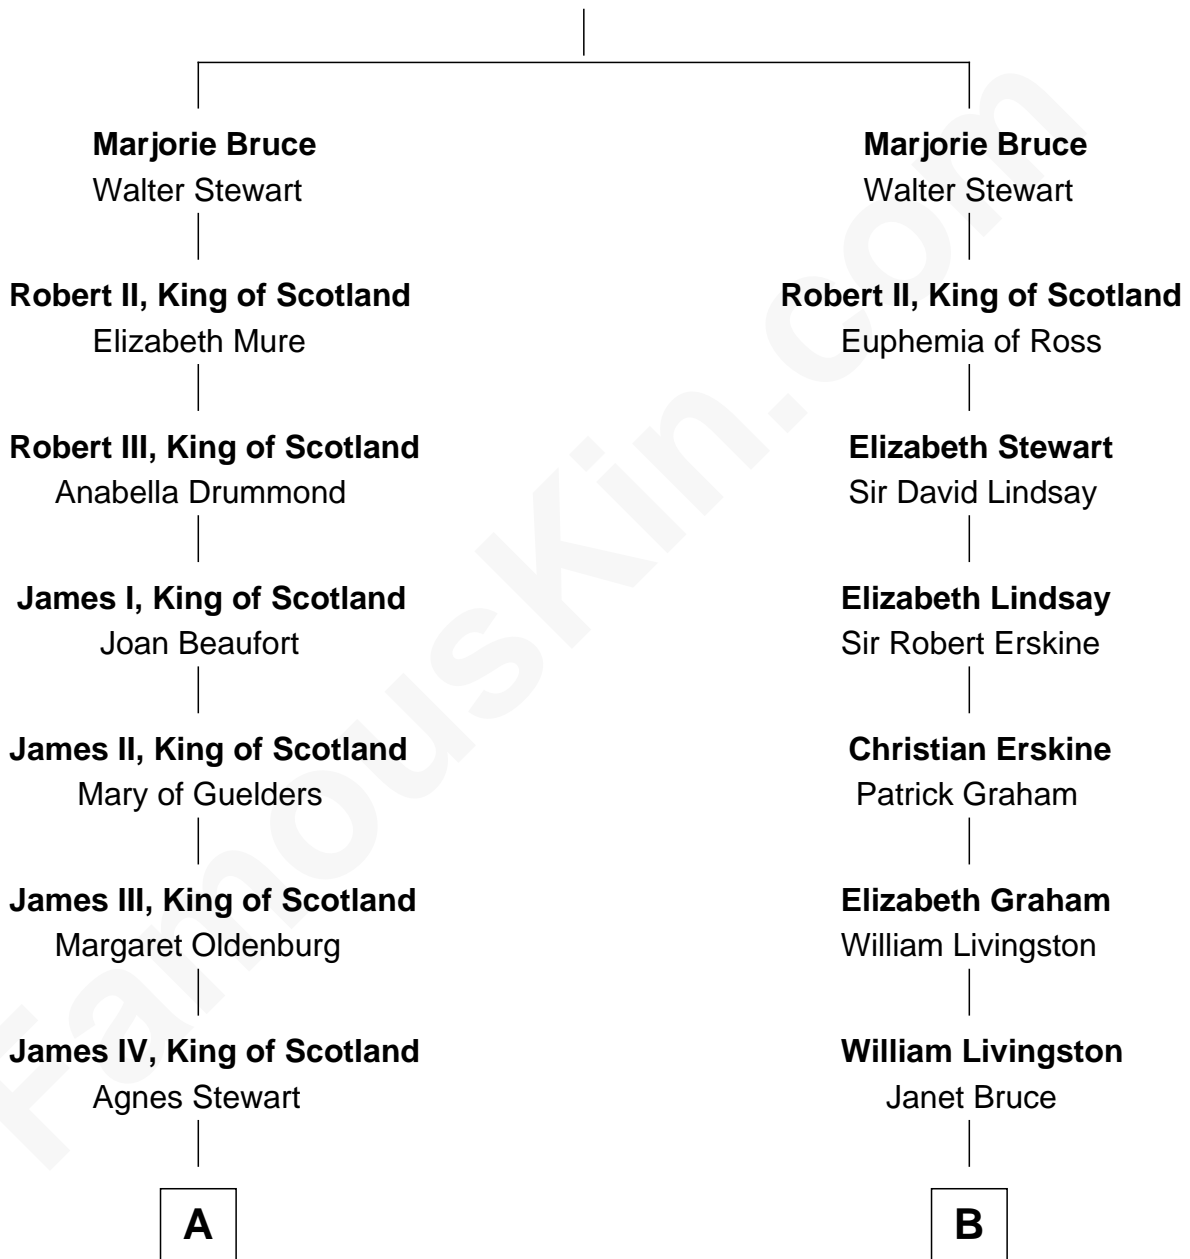 Marjorie Bruce
Walter Stewart
Marjorie Bruce
Walter Stewart
Robert II, King of Scotland
Elizabeth Mure
Robert II, King of Scotland
Euphemia of Ross
Robert III, King of Scotland
Anabella Drummond
Elizabeth Stewart
Sir David Lindsay
James I, King of Scotland
Joan Beaufort
Elizabeth Lindsay
Sir Robert Erskine
James II, King of Scotland
Mary of Guelders
Christian Erskine
Patrick Graham
James III, King of Scotland
Margaret Oldenburg
Elizabeth Graham
William Livingston
James IV, King of Scotland
Agnes Stewart
William Livingston
Janet Bruce
A
B
FamousKin.com